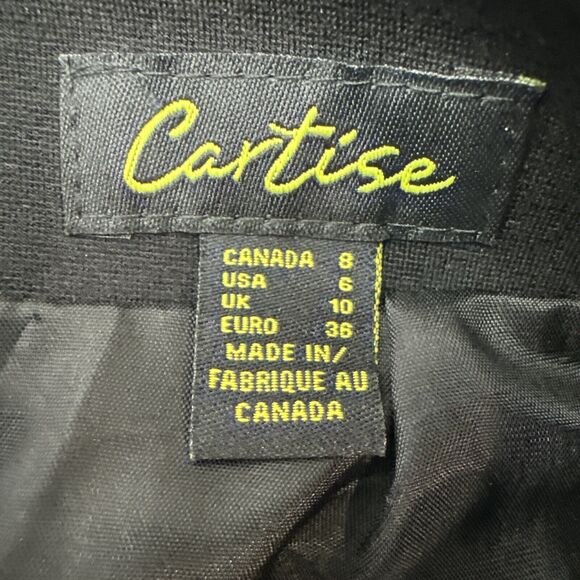 Cartise
CANADA 8
USA 6
UK 10
EURO 36
MADE IN/
FABRIQUE AU
CANADA